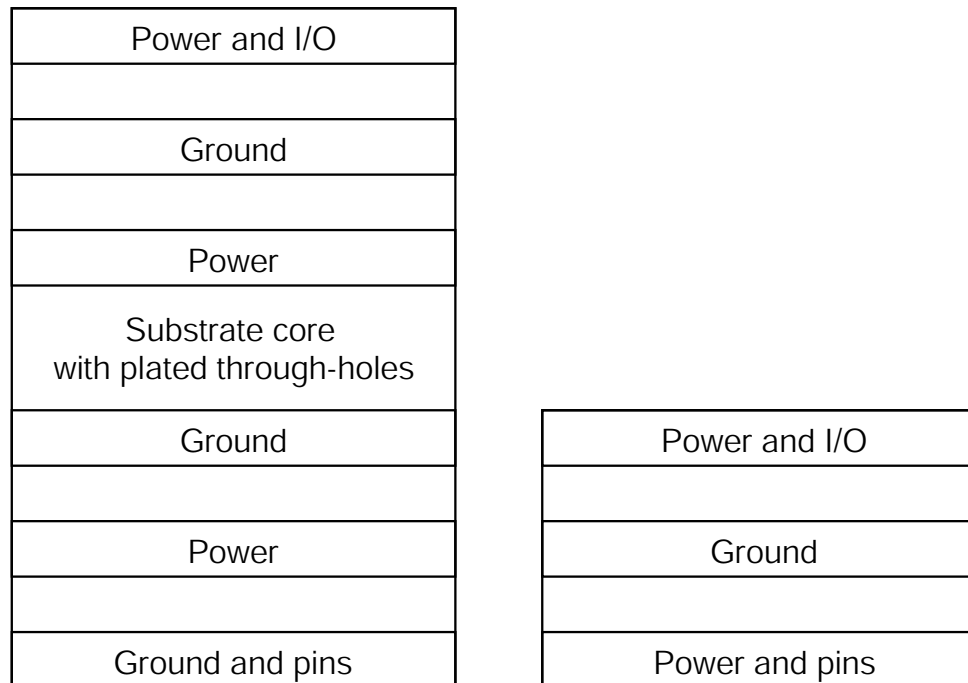 Power and I/O
Ground
Power
Substrate core
with plated through-holes
Ground
Power
Ground and pins
Power and I/O
Ground
Power and pins